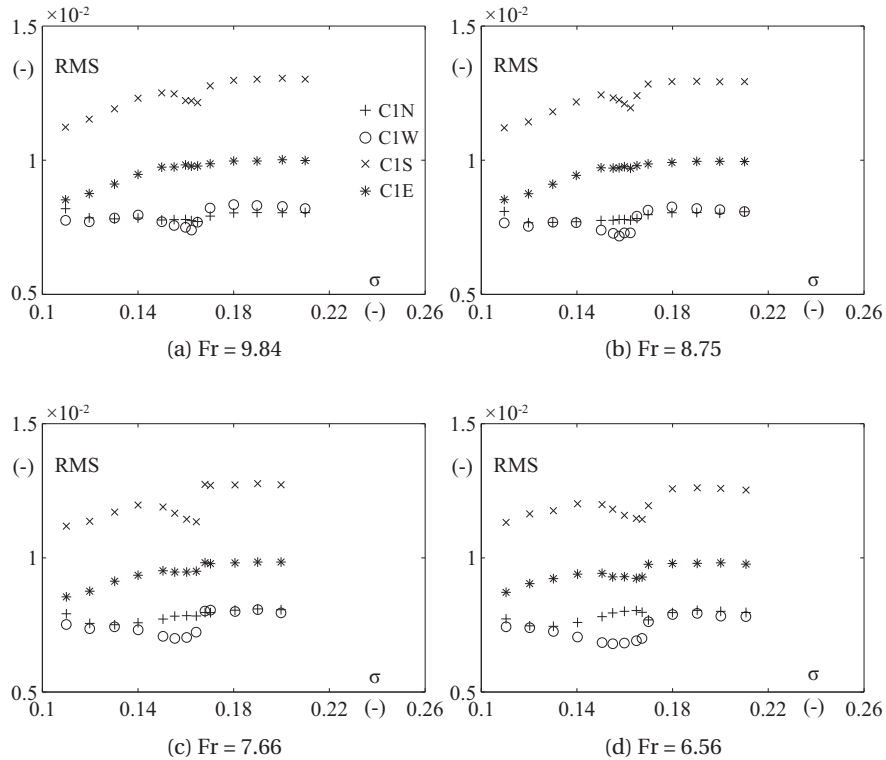 ×10⁻²
1.5
(-)
RMS
+ C1N
○ C1W
× C1S
∗ C1E
1
σ
0.5
0.1 0.14 0.18 0.22 (-) 0.26
(a) Fr = 9.84
×10⁻²
1.5
(-)
RMS
1
σ
0.5
0.1 0.14 0.18 0.22 (-) 0.26
(b) Fr = 8.75
×10⁻²
1.5
(-)
RMS
1
σ
0.5
0.1 0.14 0.18 0.22 (-) 0.26
(c) Fr = 7.66
×10⁻²
1.5
(-)
RMS
1
σ
0.5
0.1 0.14 0.18 0.22 (-) 0.26
(d) Fr = 6.56